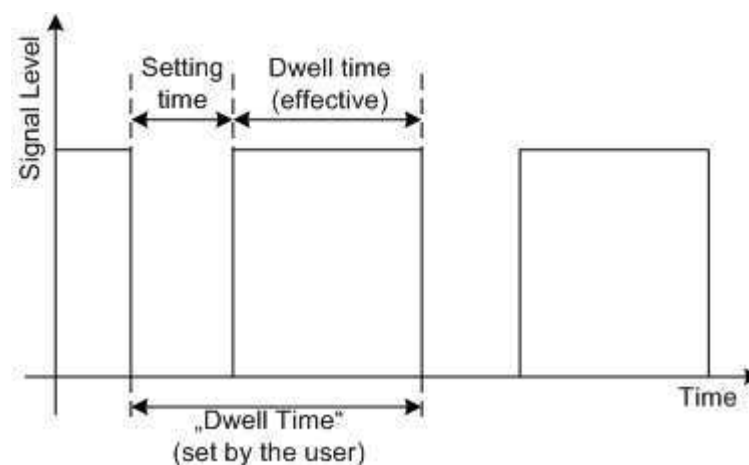 Signal Level
Setting
time
Dwell time
(effective)
Time
„Dwell Time“
(set by the user)